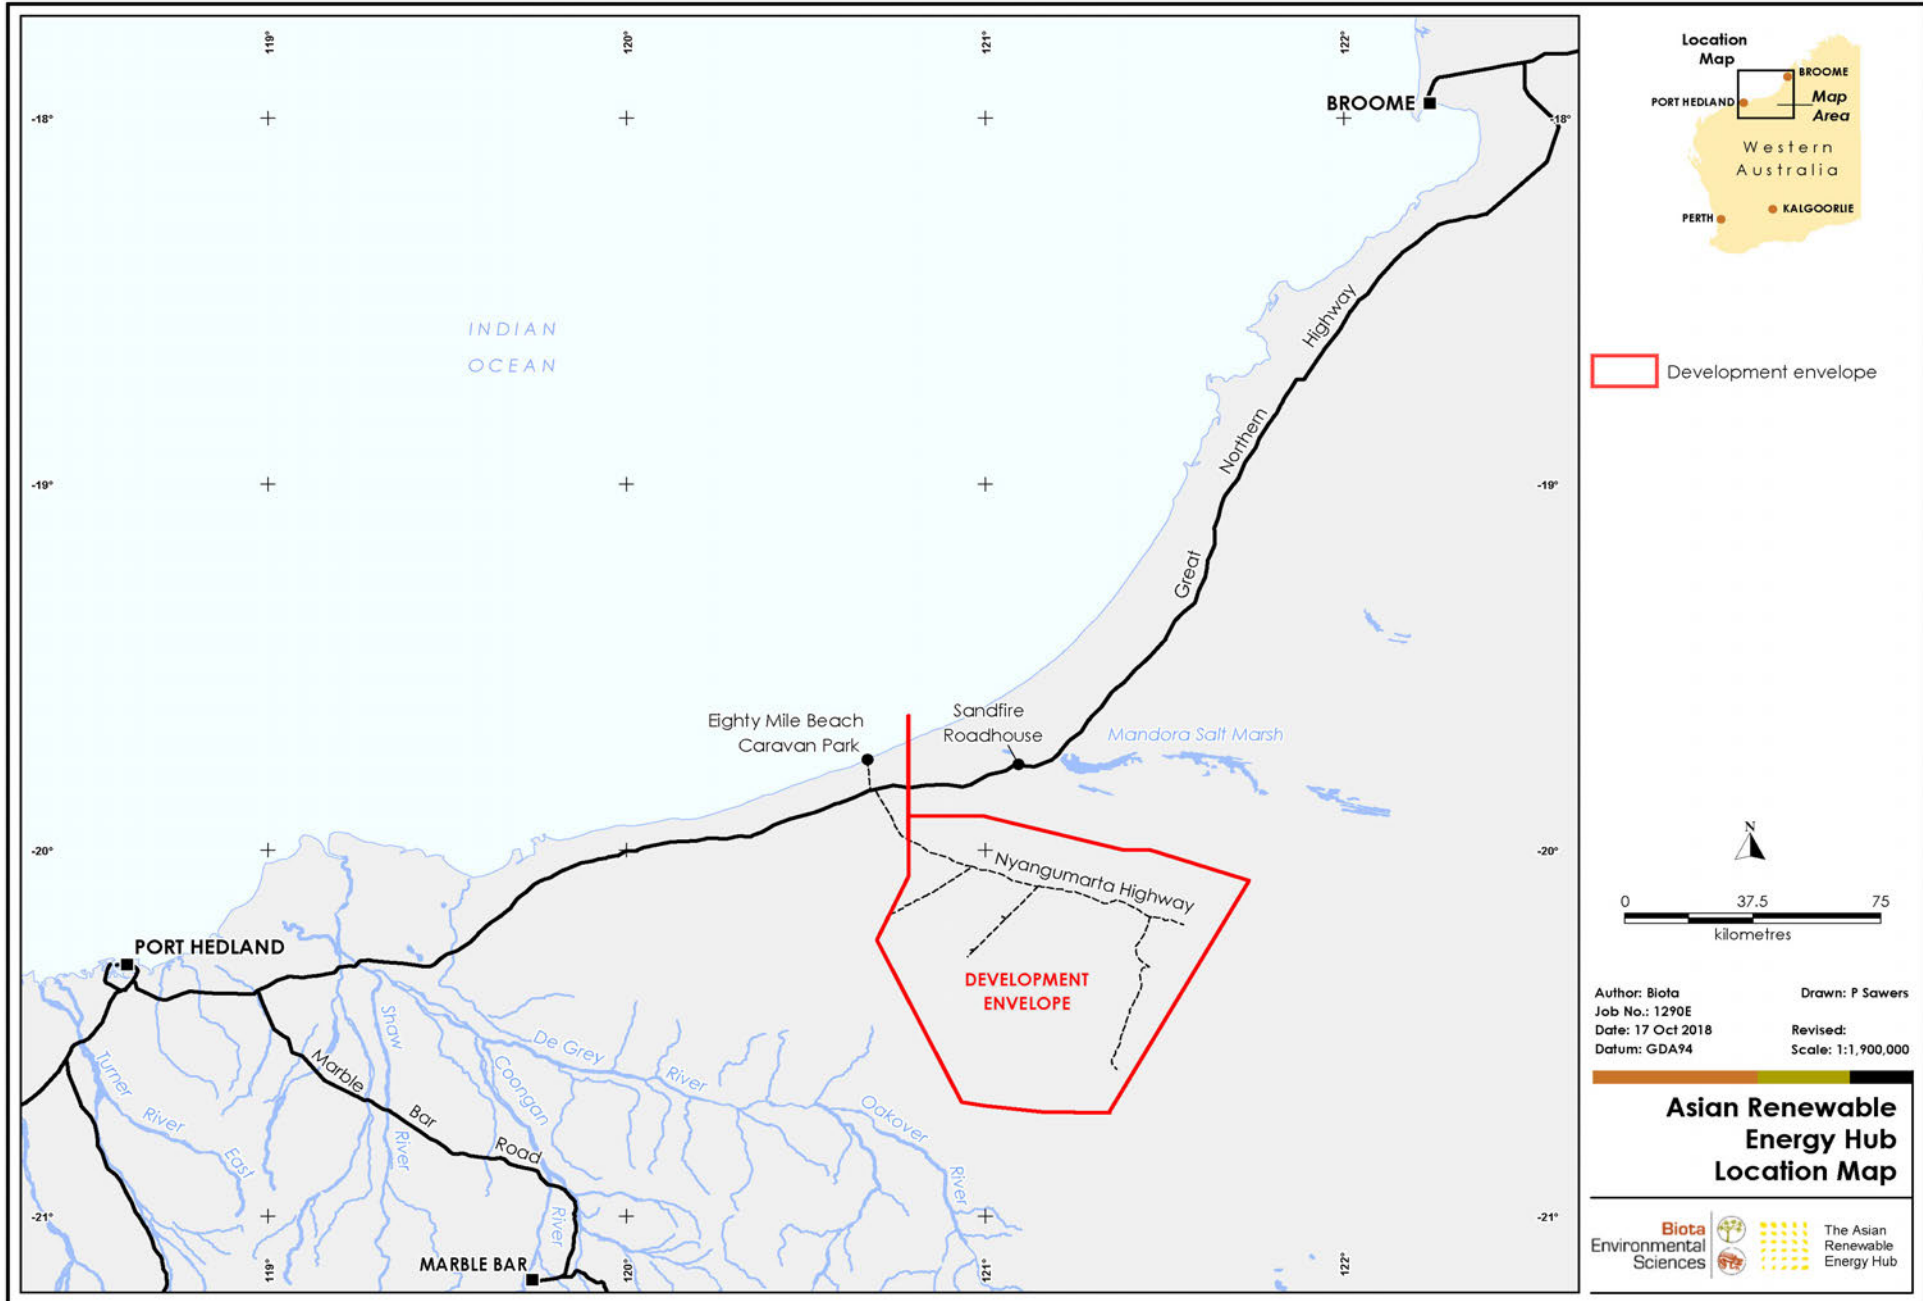 119°
120°
121°
122°
-18°
-18°
-19°
-19°
-20°
-20°
-21°
-21°
119°
120°
121°
122°
BROOME
INDIAN
OCEAN
Great
Northern
Highway
Eighty Mile Beach
Caravan Park
Sandfire
Roadhouse
Mandora Salt Marsh
Nyangumarta Highway
DEVELOPMENT
ENVELOPE
PORT HEDLAND
Turner
River
East
Shaw
River
Marble
Bar
Road
De Grey
River
Coongan
River
Oakover
River
MARBLE BAR
Location
Map
BROOME
PORT HEDLAND
Map
Area
Western
Australia
PERTH
KALGOORLIE
Development envelope
N
0 37.5 75
kilometres
Author: Biota Drawn: P Sawers
Job No.: 1290E
Date: 17 Oct 2018 Revised:
Datum: GDA94 Scale: 1:1,900,000
Asian Renewable
Energy Hub
Location Map
Biota
Environmental
Sciences
The Asian
Renewable
Energy Hub